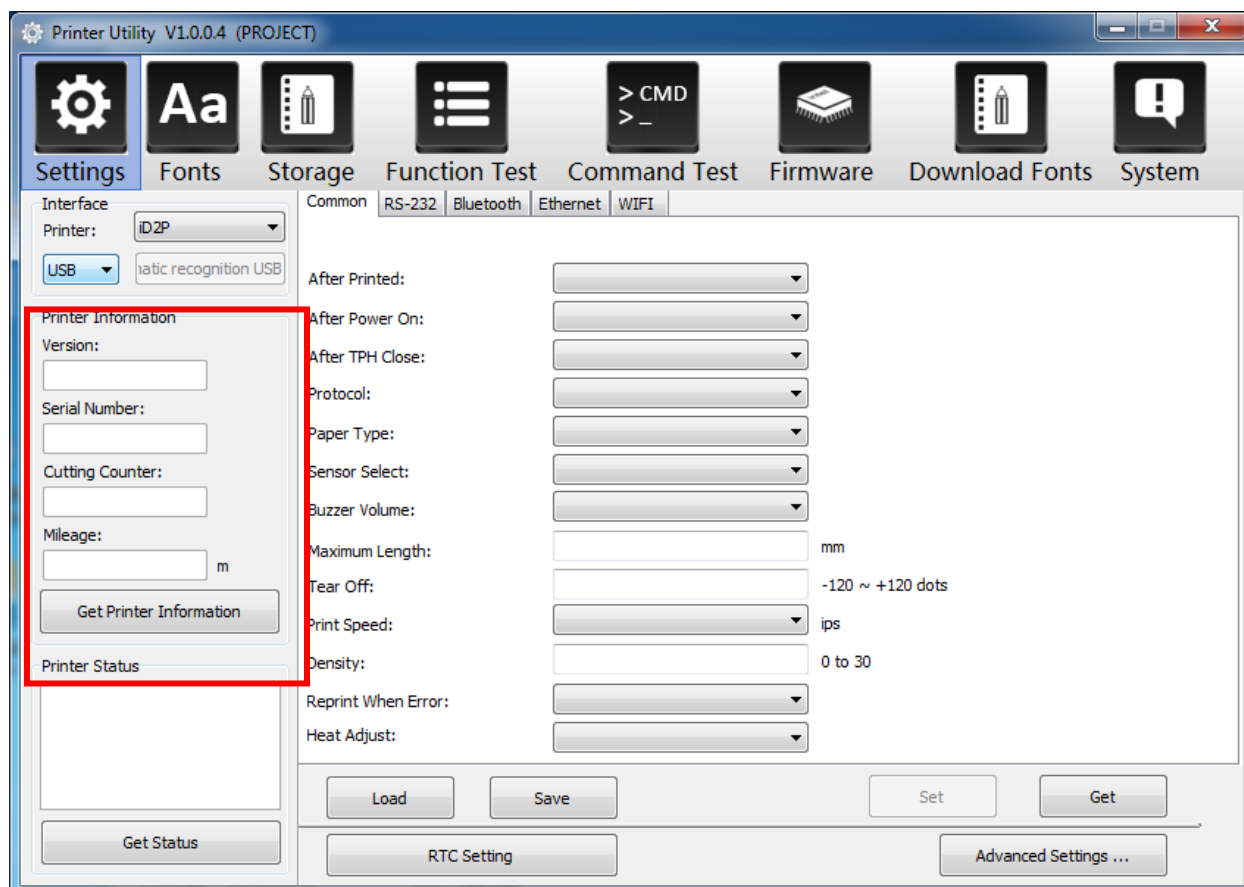 Printer Utility V1.0.0.4 (PROJECT)
> CMD
> _
Aa
Settings Fonts Storage Function Test Command Test Firmware Download Fonts System
Interface
Printer: iD2P
USB natic recognition USB
Printer Information
Version:
Serial Number:
Cutting Counter:
Mileage:
m
Get Printer Information
Printer Status
Get Status
Common RS-232 Bluetooth Ethernet WIFI
After Printed:
After Power On:
After TPH Close:
Protocol:
Paper Type:
Sensor Select:
Buzzer Volume:
Maximum Length: mm
Tear Off: -120 ~ +120 dots
Print Speed: ips
Density: 0 to 30
Reprint When Error:
Heat Adjust:
Load Save Set Get
RTC Setting Advanced Settings ...